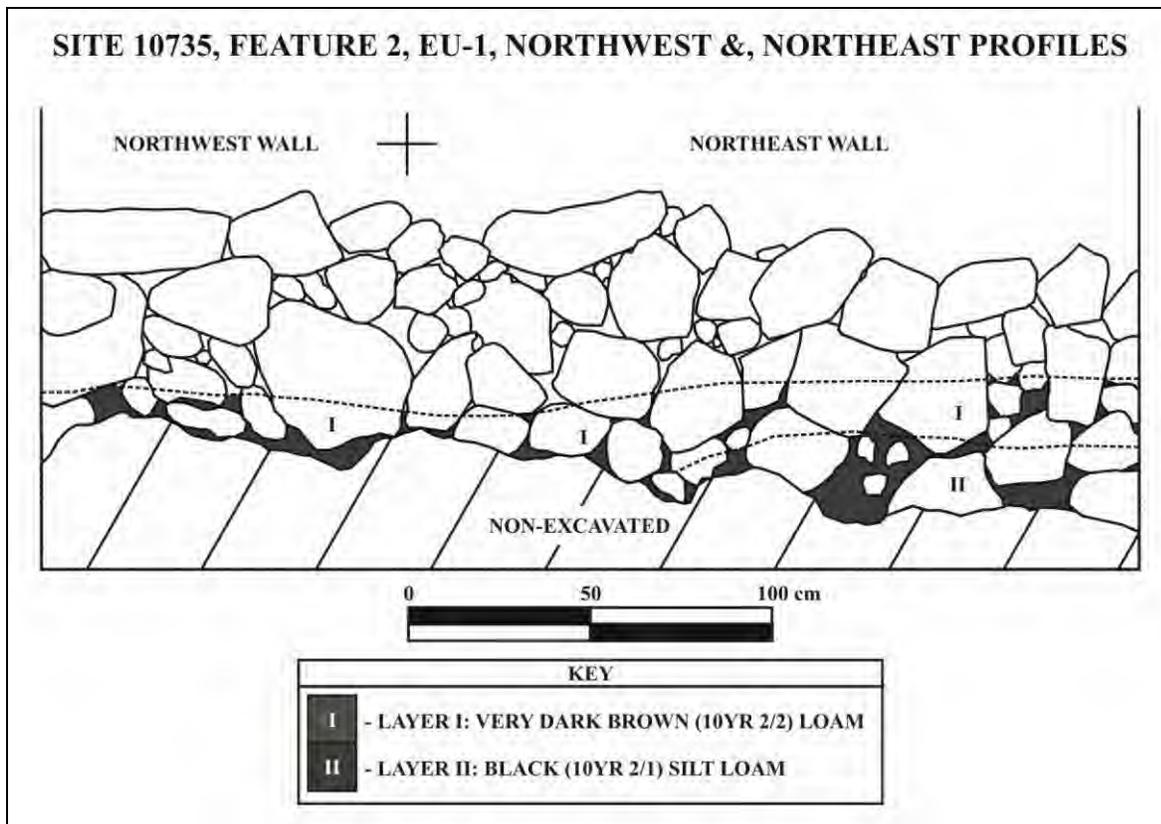 SITE 10735, FEATURE 2, EU-1, NORTHWEST &, NORTHEAST PROFILES
NORTHWEST WALL
NORTHEAST WALL
I
I
I
II
NON-EXCAVATED
0 50 100 cm
KEY
I - LAYER I: VERY DARK BROWN (10YR 2/2) LOAM
II - LAYER II: BLACK (10YR 2/1) SILT LOAM